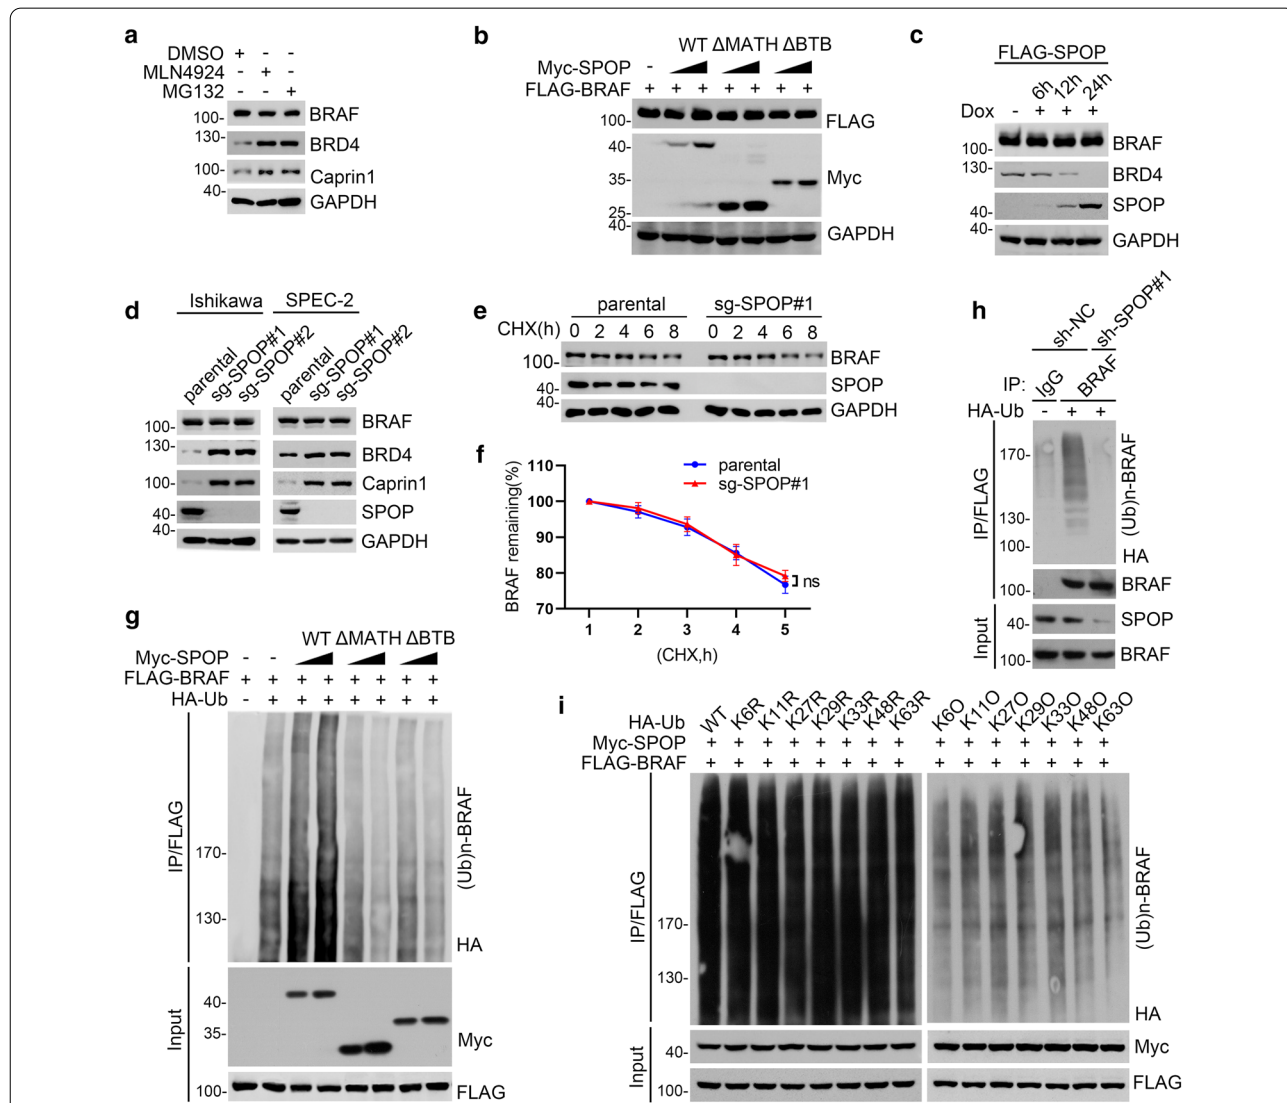 a
DMSO + - -
MLN4924 - + -
MG132 - - +
100- BRAF
130- BRD4
100- Caprin1
40- GAPDH
b
WT ΔMATH ΔBTB
Myc-SPOP -
FLAG-BRAF + + + + + + +
100- FLAG
40-
35- Myc
25-
40- GAPDH
c
FLAG-SPOP
6h 12h 24h
Dox - + + +
100- BRAF
130- BRD4
40- SPOP
40- GAPDH
d
Ishikawa SPEC-2
parental sg-SPOP#1 sg-SPOP#2 parental sg-SPOP#1 sg-SPOP#2
100- BRAF
130- BRD4
100- Caprin1
40- SPOP
40- GAPDH
e
parental sg-SPOP#1
CHX(h) 0 2 4 6 8 0 2 4 6 8
100- BRAF
40- SPOP
40- GAPDH
f
BRAF remaining(%)
110
100
90
80
70
parental
sg-SPOP#1
ns
1 2 3 4 5
(CHX,h)
h
sh-NC sh-SPOP#1
IP: IgG BRAF
HA-Ub - + +
IP/FLAG
170-
130-
100-
(Ub)n-BRAF
HA
100- BRAF
Input
40- SPOP
100- BRAF
g
WT ΔMATH ΔBTB
Myc-SPOP - -
FLAG-BRAF + + + + + + + +
HA-Ub - + + + + + + +
IP/FLAG
170-
130-
(Ub)n-BRAF
HA
Input
40-
35-
Myc
100- FLAG
i
HA-Ub WT K6R K11R K27R K29R K33R K48R K63R K6O K11O K27O K29O K33O K48O K63O
Myc-SPOP + + + + + + + + + + + + + + +
FLAG-BRAF + + + + + + + + + + + + + + +
IP/FLAG
170-
130-
(Ub)n-BRAF
HA
Input
40- Myc
100- FLAG